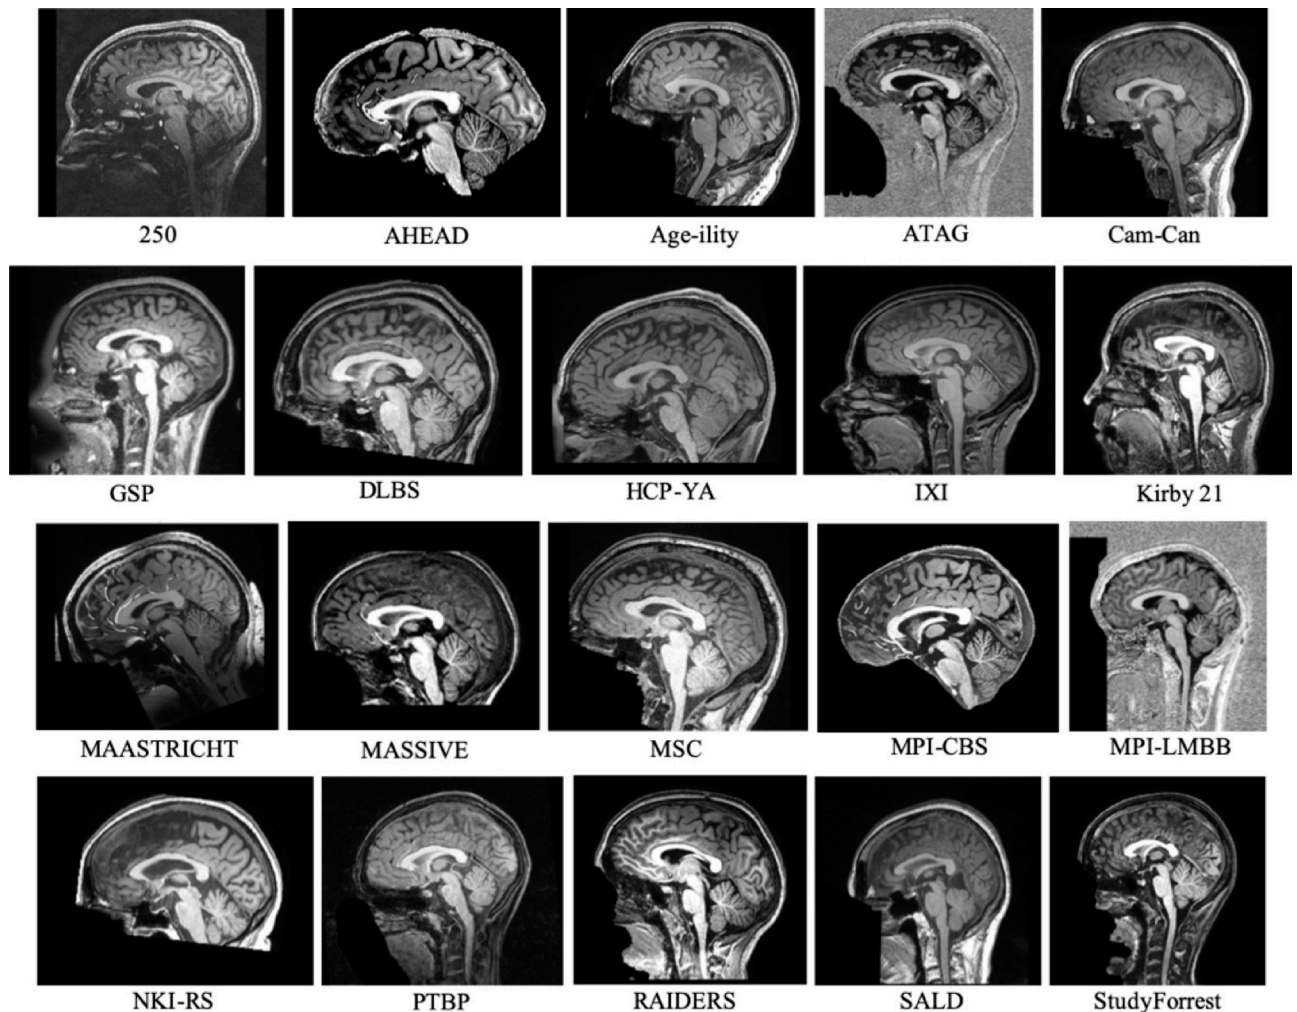 250 AHEAD Age-ility ATAG Cam-Can
GSP DLBS HCP-YA IXI Kirby 21
MAASTRICHT MASSIVE MSC MPI-CBS MPI-LMBB
NKI-RS PTBP RAIDERS SALD StudyForrest